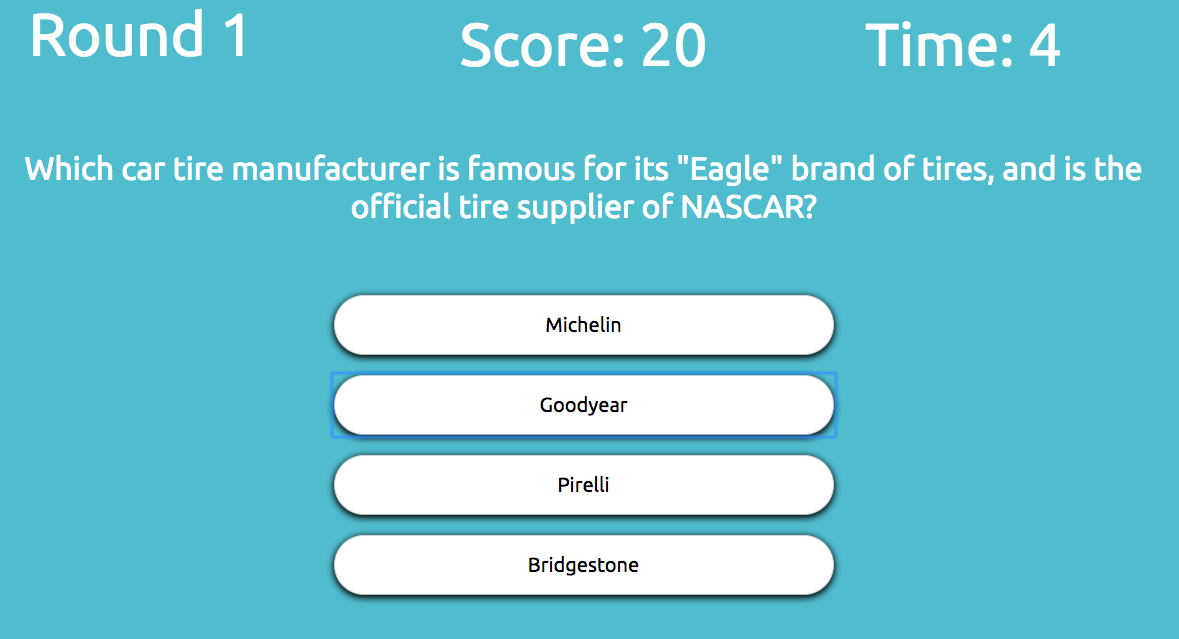 Round 1
Score: 20
Time: 4
Which car tire manufacturer is famous for its "Eagle" brand of tires, and is the
official tire supplier of NASCAR?
Michelin
Goodyear
Pirelli
Bridgestone